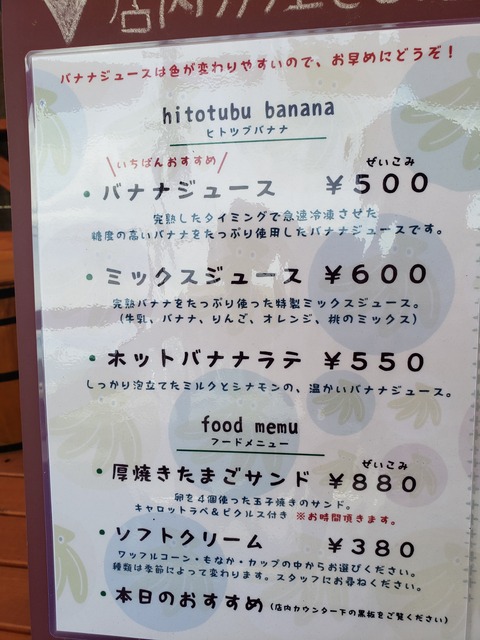 バナナジュースは色が変わりやすいので、お早めにどうぞ！
hitotubu banana
ヒトツブバナナ
＼いちばんおすすめ／
ぜいこみ
・バナナジュース ￥５００
完熟したタイミングで急速冷凍させた
糖度の高いバナナをたっぷり使用したバナナジュースです。
・ミックスジュース ￥６００
完熟バナナをたっぷり使った特製ミックスジュース。
(牛乳、バナナ、りんご、オレンジ、桃のミックス)
・ホットバナナラテ ￥５５０
しっかり泡立てたミルクとシナモンの、温かいバナナジュース。
food memu
フードメニュー
ぜいこみ
・厚焼きたまごサンド ￥８８０
卵を４個使った玉子焼きのサンド。
キャロットラペ＆ピクルス付き ※お時間頂きます。
・ソフトクリーム ￥３８０
ワッフルコーン・もなか・カップの中からお選びください。
種類は季節によって変わります。スタッフにお尋ねください。
・本日のおすすめ(店内カウンター下の黒板をご覧ください)